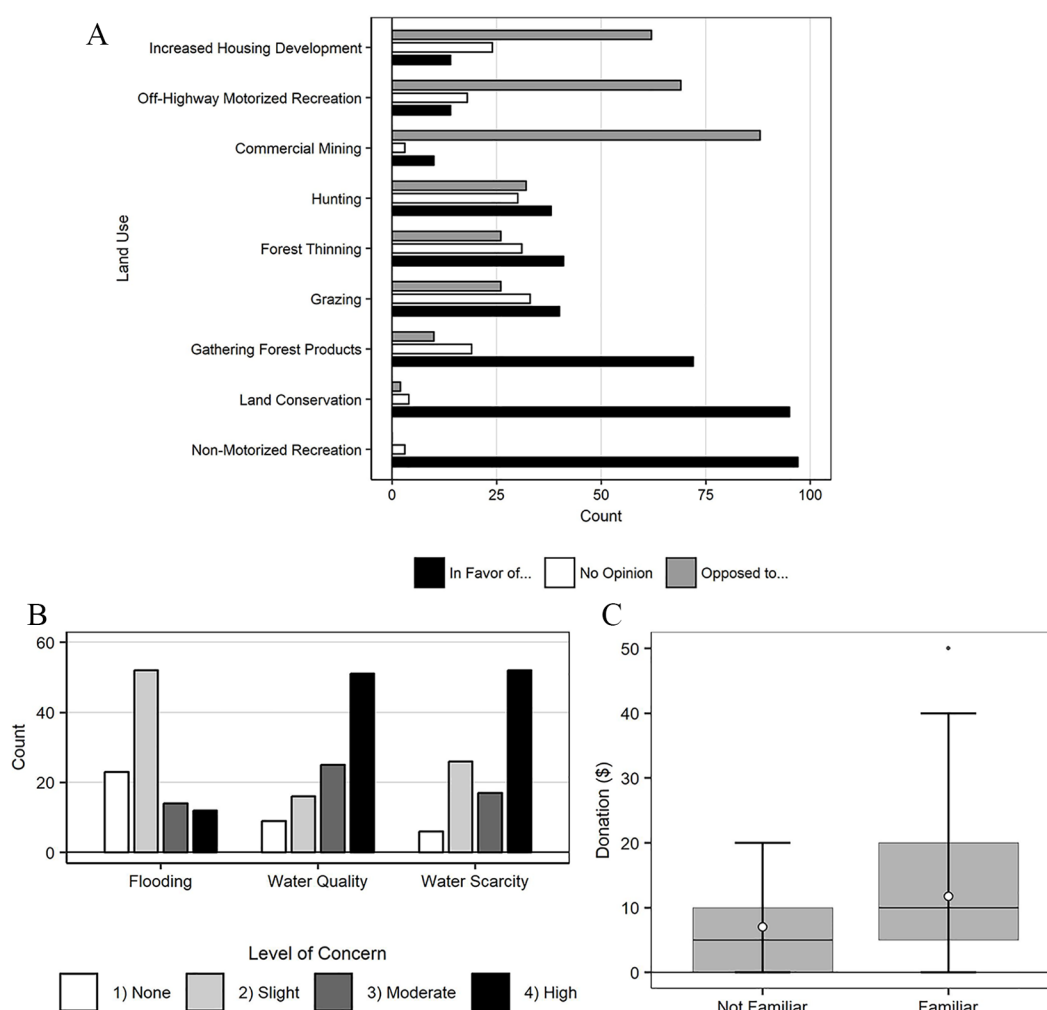 A
Increased Housing Development
Off-Highway Motorized Recreation
Commercial Mining
Hunting
Forest Thinning
Grazing
Gathering Forest Products
Land Conservation
Non-Motorized Recreation
Land Use
0 25 50 75 100
Count
In Favor of... No Opinion Opposed to...
B
60
40
20
0
Count
Flooding Water Quality Water Scarcity
Level of Concern
1) None 2) Slight 3) Moderate 4) High
C
50
40
30
20
10
0
Donation ($)
Not Familiar Familiar